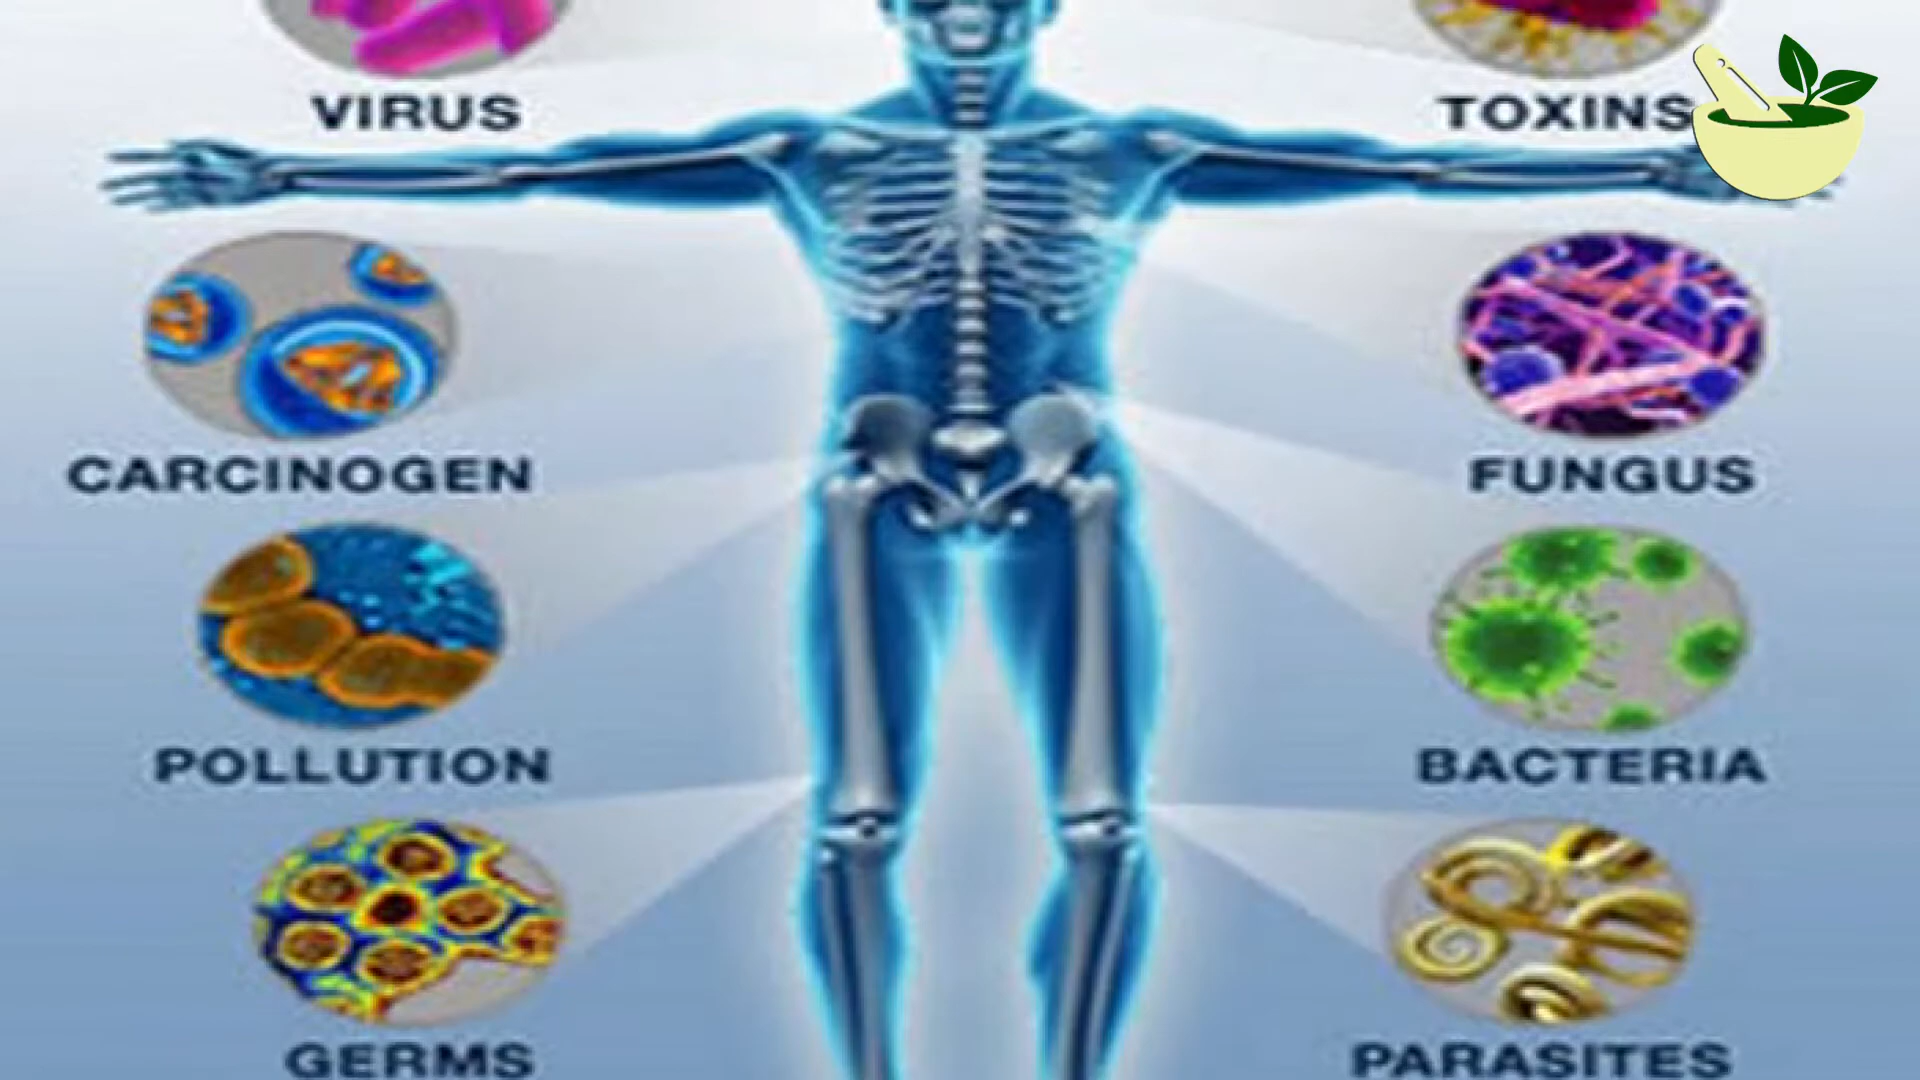 VIRUS
TOXINS
CARCINOGEN
FUNGUS
POLLUTION
BACTERIA
GERMS
PARASITES